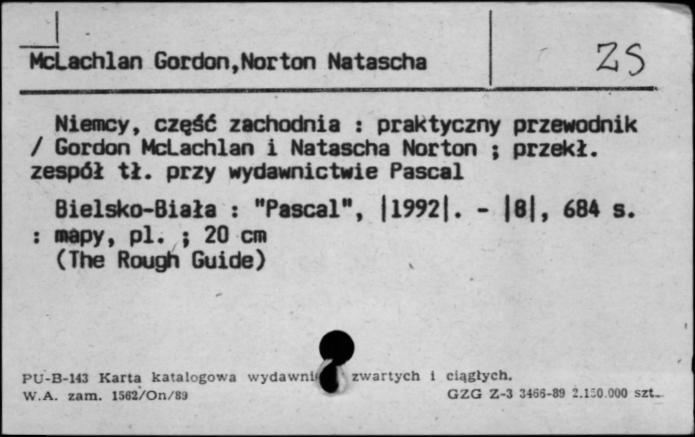 McLachlan Gordon,Norton Natascha
ZS
Niemcy, część zachodnia : praktyczny przewodnik
/ Gordon McLachlan i Natascha Norton ; przekł.
zespół tł. przy wydawnictwie Pascal
Bielsko-Biała : "Pascal", |1992|. - |8|, 684 s.
: mapy, pl. ; 20 cm
(The Rough Guide)
PU-B-143 Karta katalogowa zwartych i ciągłych.
W.A. zam. 1562/On/89 GZG Z-3 3466-89 2.150.000 szt.